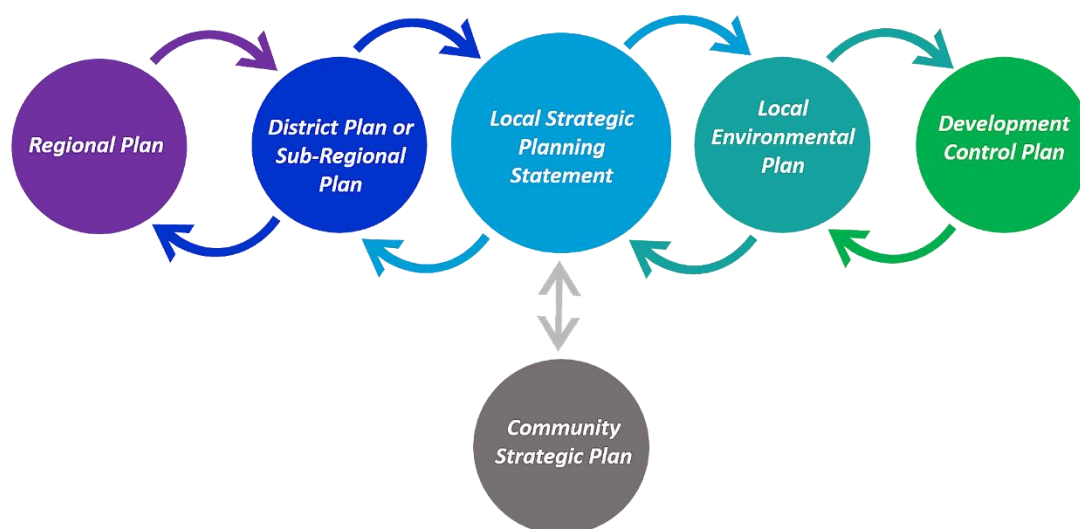 Regional Plan
District Plan or
Sub-Regional
Plan
Local Strategic
Planning
Statement
Local
Environmental
Plan
Development
Control Plan
Community
Strategic Plan